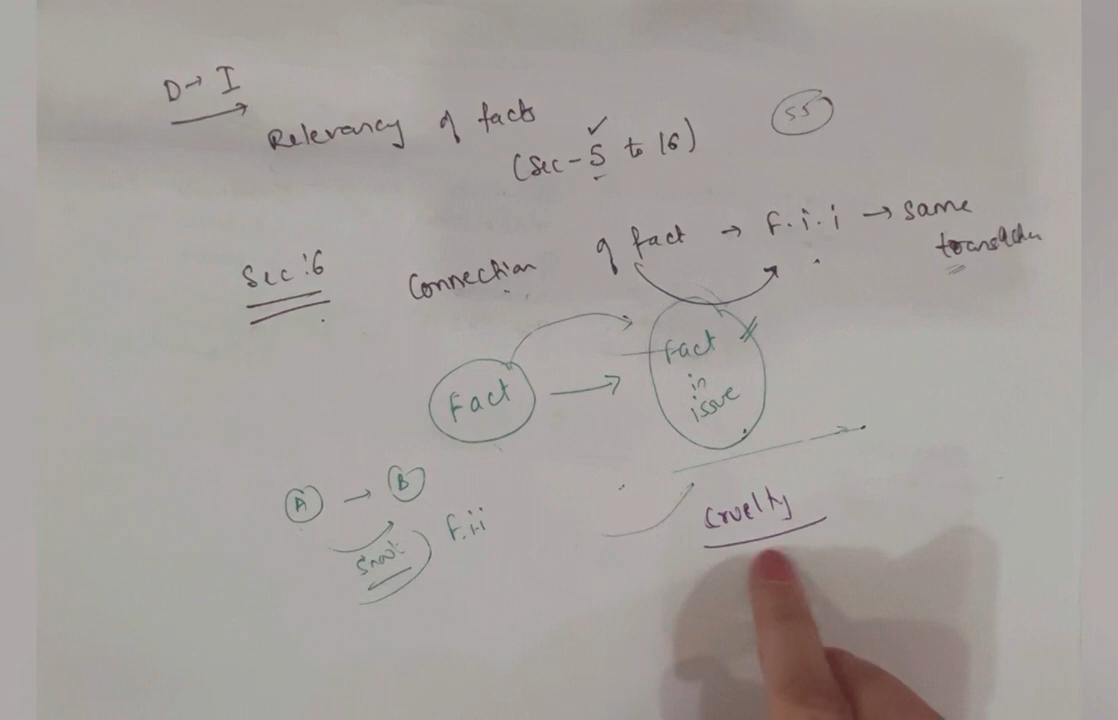 D→ I
Relevancy of facts
(Sec - 5 to 16)
55
Sec: 6
Connection of fact → F.i.i → same
Fact → Fact
in
issue
A → B
F.i.i
Cruelty